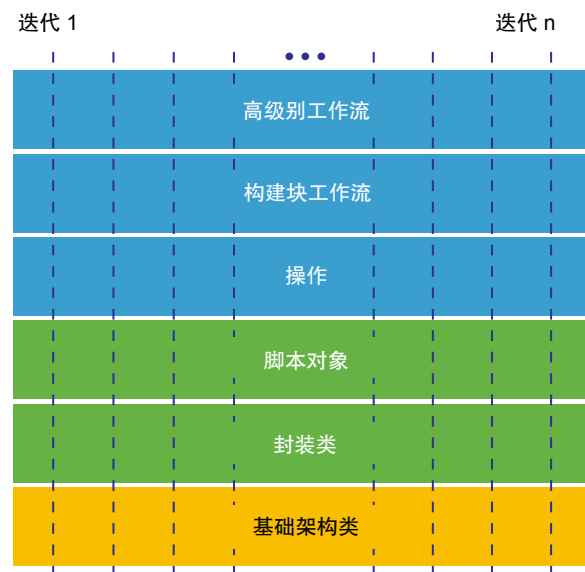 迭代 1 迭代 n
高级别工作流
构建块工作流
操作
脚本对象
封装类
基础架构类